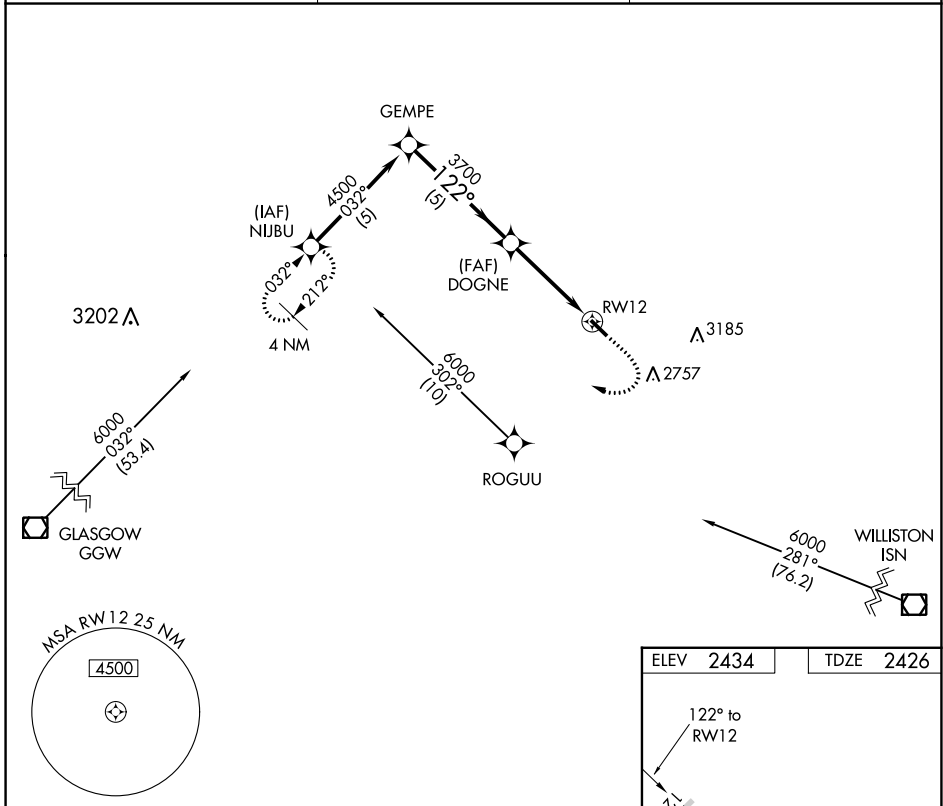 GEMPE
3700
122°
(5)
4500
032°
(5)
(IAF)
NIJBU
032°
212°
4 NM
(FAF)
DOGNE
RW12
3202
3185
2757
6000
302°
(10)
ROGUU
6000
032°
(53.4)
GLASGOW
GGW
6000
281°
(76.2)
WILLISTON
ISN
MSA RW12 25 NM
4500
ELEV 2434
TDZE 2426
122° to
RW12
12